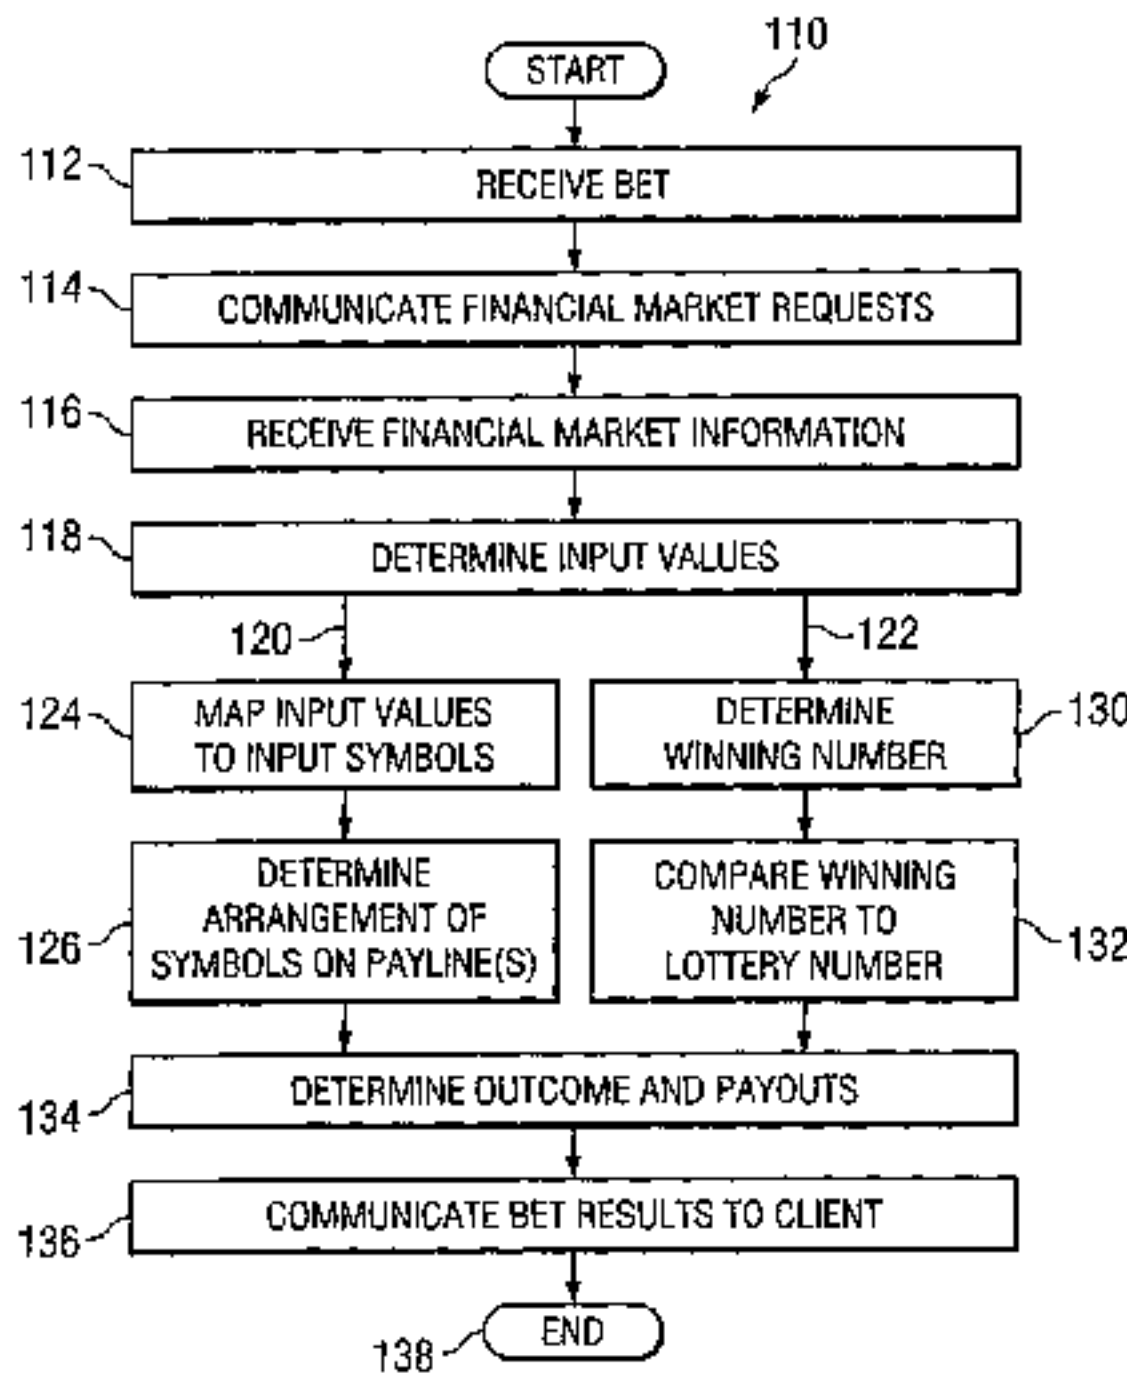 110
START
112
RECEIVE BET
114
COMMUNICATE FINANCIAL MARKET REQUESTS
116
RECEIVE FINANCIAL MARKET INFORMATION
118
DETERMINE INPUT VALUES
120
122
124
MAP INPUT VALUES
TO INPUT SYMBOLS
DETERMINE
WINNING NUMBER
130
126
DETERMINE
ARRANGEMENT OF
SYMBOLS ON PAYLINE(S)
COMPARE WINNING
NUMBER TO
LOTTERY NUMBER
132
134
DETERMINE OUTCOME AND PAYOUTS
136
COMMUNICATE BET RESULTS TO CLIENT
END
138